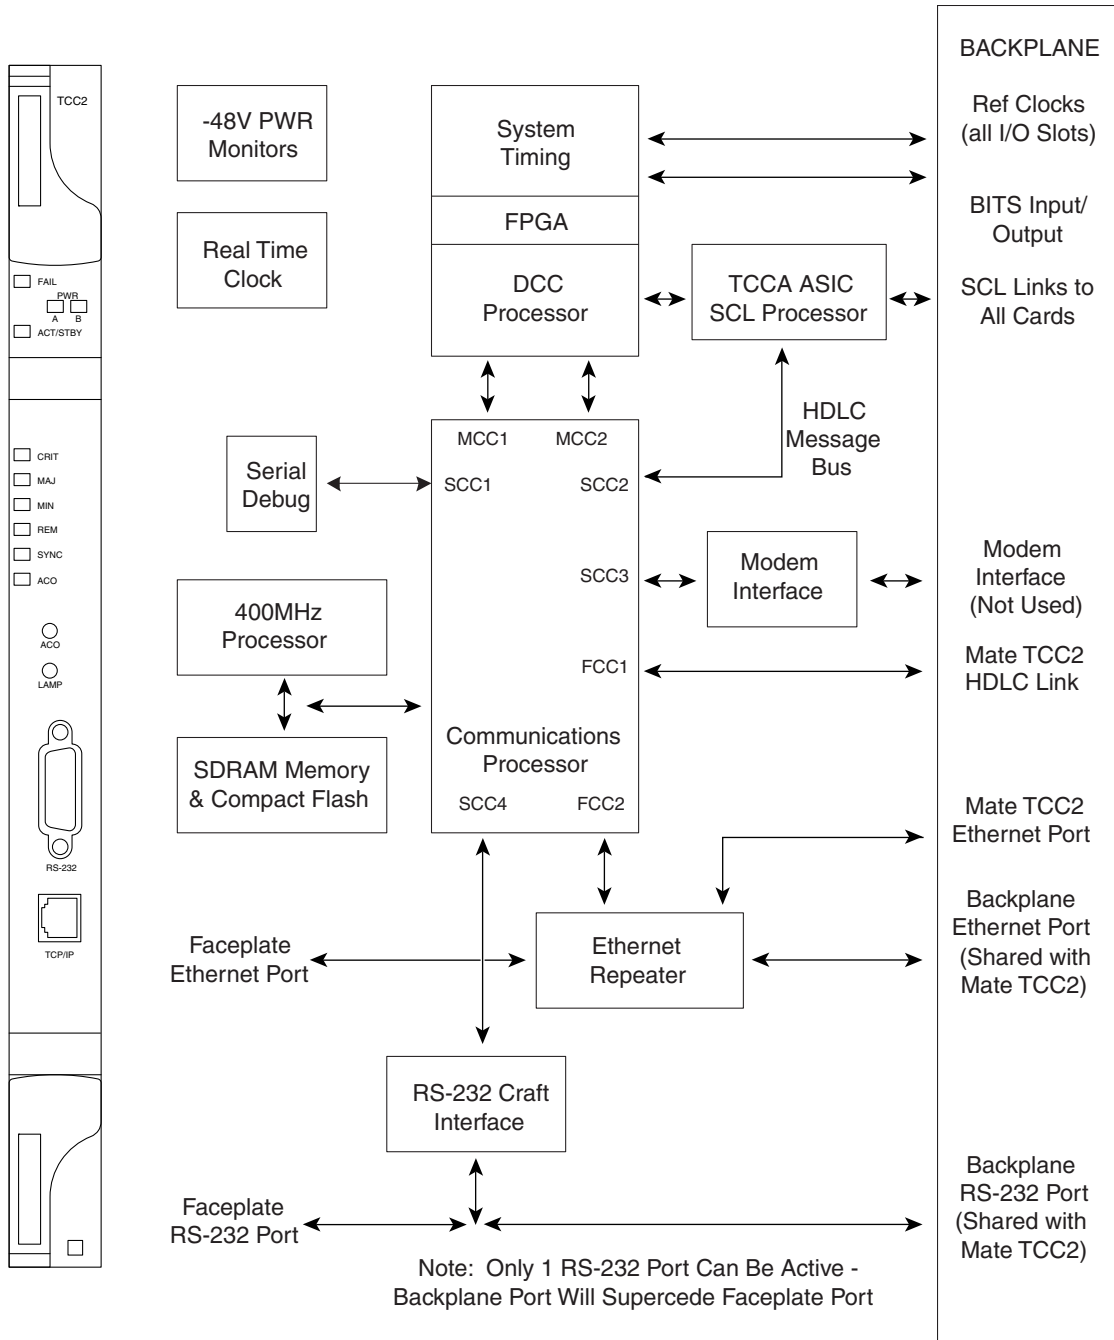 TCC2
FAIL
PWR
A B
ACT/STBY
CRIT
MAJ
MIN
REM
SYNC
ACO
ACO
LAMP
RS-232
TCP/IP
-48V PWR
Monitors
Real Time
Clock
System
Timing
FPGA
DCC
Processor
TCCA ASIC
SCL Processor
HDLC
Message
Bus
Serial
Debug
MCC1 MCC2
SCC1 SCC2
SCC3
FCC1
Communications
Processor
SCC4 FCC2
400MHz
Processor
SDRAM Memory
& Compact Flash
Modem
Interface
Faceplate
Ethernet Port
Ethernet
Repeater
RS-232 Craft
Interface
Faceplate
RS-232 Port
Note: Only 1 RS-232 Port Can Be Active -
Backplane Port Will Supercede Faceplate Port
BACKPLANE
Ref Clocks
(all I/O Slots)
BITS Input/
Output
SCL Links to
All Cards
Modem
Interface
(Not Used)
Mate TCC2
HDLC Link
Mate TCC2
Ethernet Port
Backplane
Ethernet Port
(Shared with
Mate TCC2)
Backplane
RS-232 Port
(Shared with
Mate TCC2)